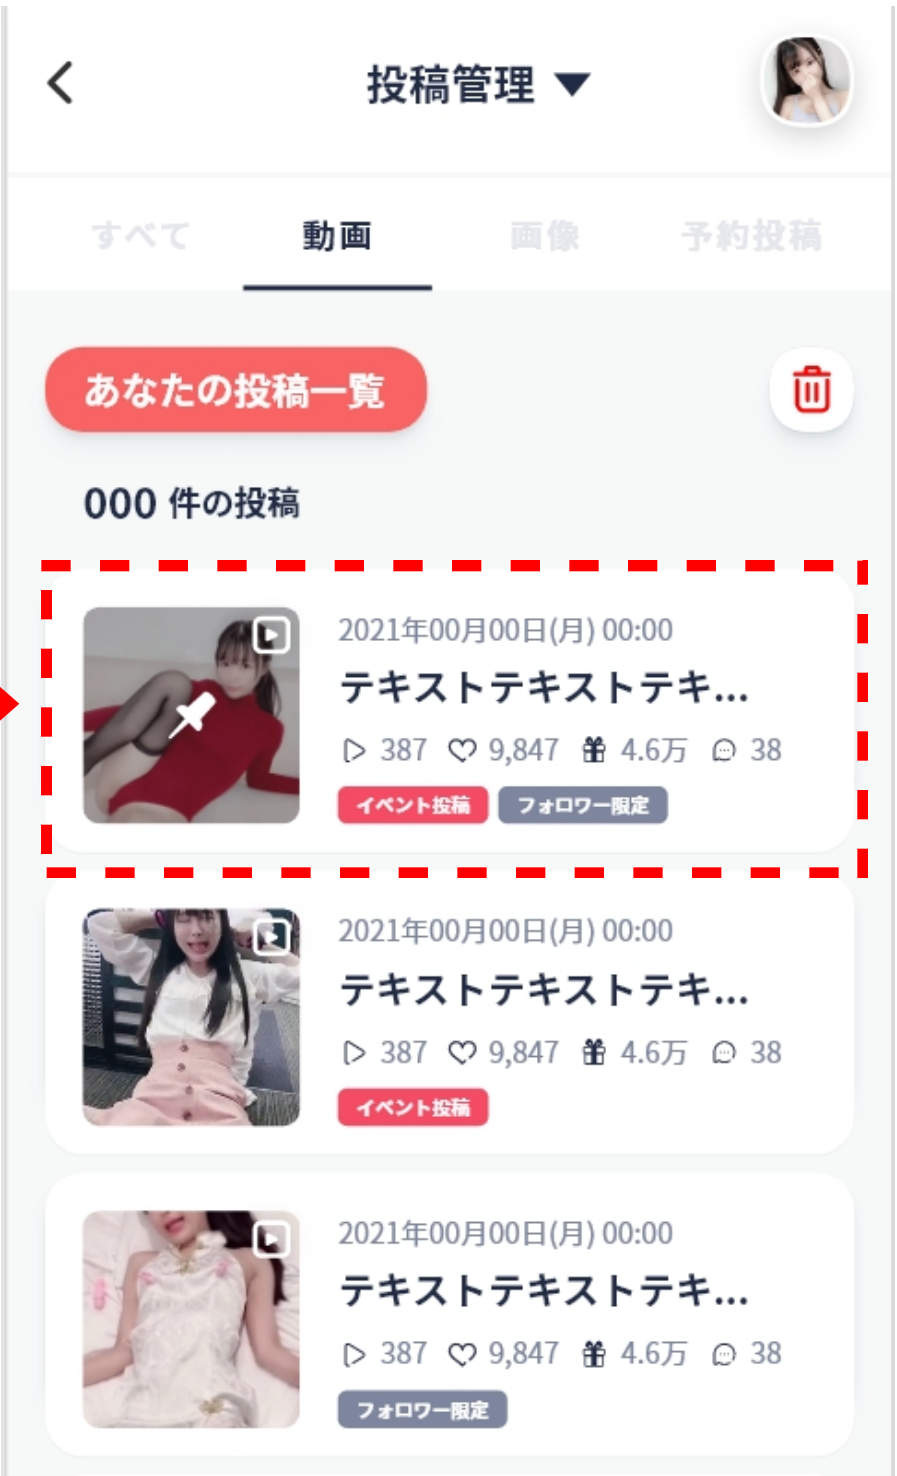 投稿管理 ▼
すべて 動画 画像 予約投稿
あなたの投稿一覧
000 件の投稿
2021年00月00日(月) 00:00
テキストテキストテキ...
387 9,847 4.6万 38
イベント投稿 フォロワー限定
2021年00月00日(月) 00:00
テキストテキストテキ...
387 9,847 4.6万 38
イベント投稿
2021年00月00日(月) 00:00
テキストテキストテキ...
387 9,847 4.6万 38
フォロワー限定